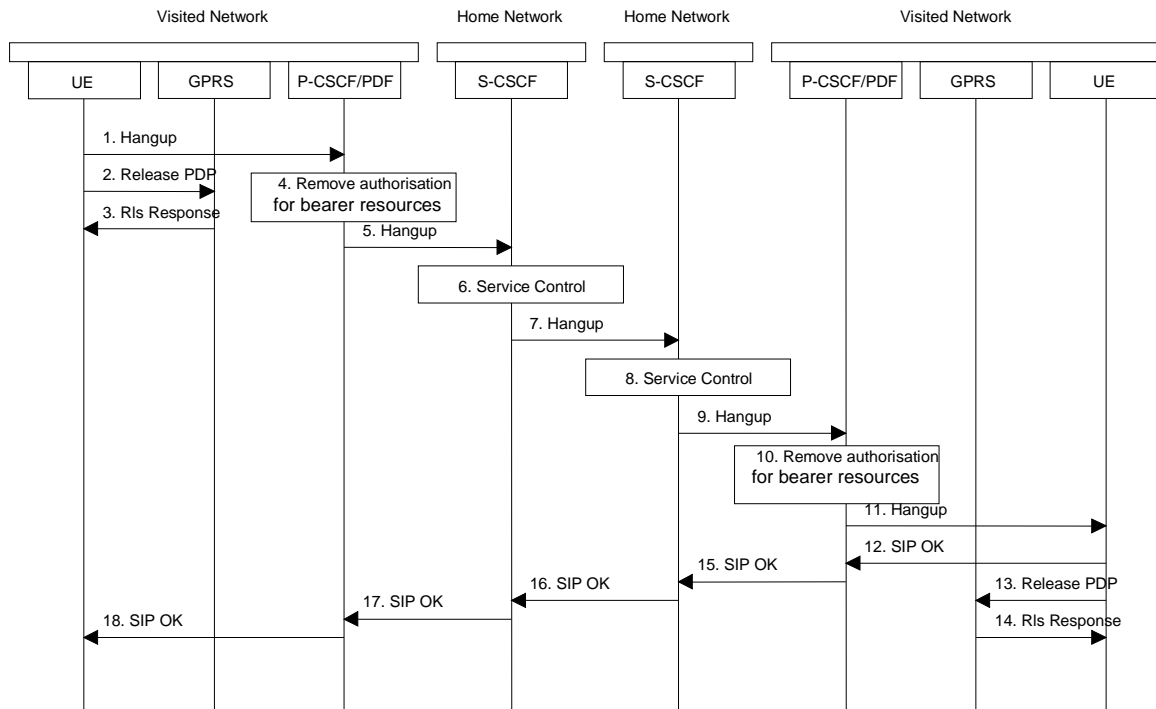 Visited Network
Home Network
Home Network
Visited Network
UE
GPRS
P-CSCF/PDF
S-CSCF
S-CSCF
P-CSCF/PDF
GPRS
UE
1. Hangup
2. Release PDP
4. Remove authorisation
for bearer resources
3. Rls Response
5. Hangup
6. Service Control
7. Hangup
8. Service Control
9. Hangup
10. Remove authorisation
for bearer resources
11. Hangup
12. SIP OK
15. SIP OK
16. SIP OK
13. Release PDP
17. SIP OK
14. Rls Response
18. SIP OK